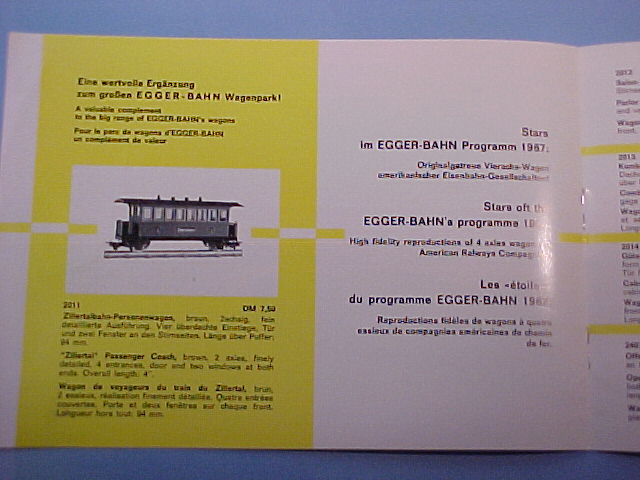 Eine wertvolle Ergänzung
zum großen EGGER-BAHN Wagenpark!
A valuable complement
to the big range of EGGER-BAHN's wagons
Pour le parc de wagons d'EGGER-BAHN
un complément de valeur
2011 DM 7,50
Zillertalbahn-Personenwagen, braun, 2achsig, fein
detaillierte Ausführung. Vier überdachte Einstiege, Tür
und zwei Fenster an den Stirnseiten. Länge über Puffer:
94 mm.
"Zillertal" Passenger Coach, brown, 2 axles, finely
detailed, 4 entrances, door and two windows at both
ends. Overall length: 4".
Wagon de voyageurs du train du Zillertal, brun,
2 essieux, réalisation finement détaillée. Quatre entrées
couvertes. Porte et deux fenêtres sur chaque front.
Longueur hors tout: 94 mm.
Stars
im EGGER-BAHN Programm 1967:
Originalgetreue Vierachs-Wagen
amerikanischer Eisenbahn-Gesellschaften
Stars oft the
EGGER-BAHN's programme
High fidelity reproductions of 4 axles
American Railways
Les «étoiles»
du programme EGGER-BAHN 1967
Reproductions fidèles de wagons à quatre
essieux de compagnies américaines de chemin
de fer.
2012
2013
2014
240